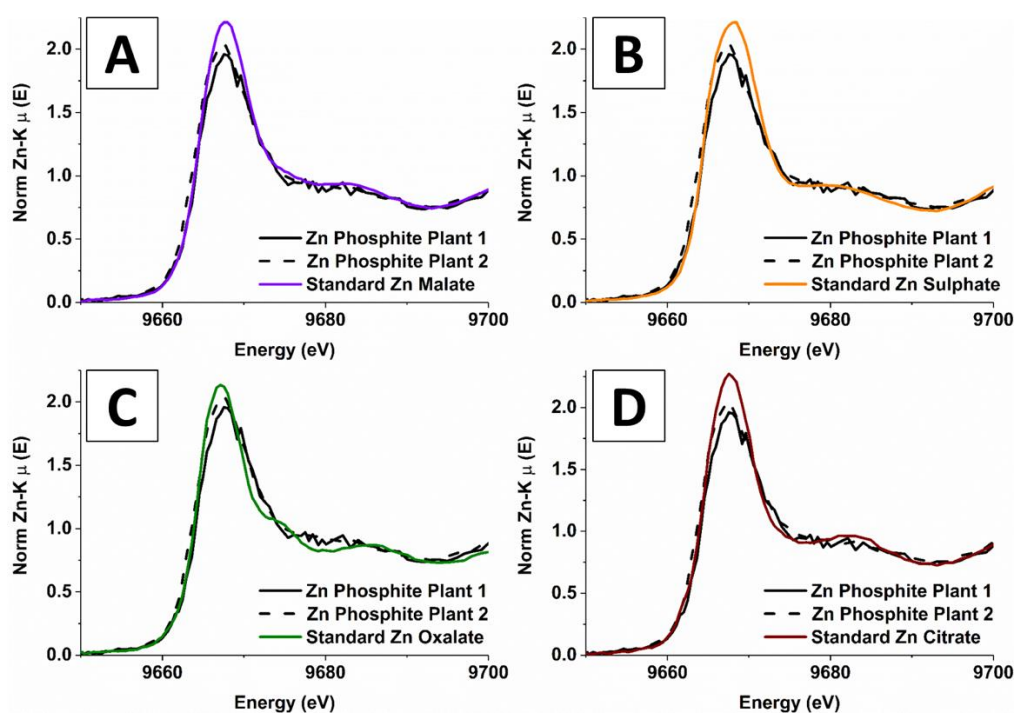 A
Norm Zn-K μ (E)
2.0
1.5
1.0
0.5
0.0
Zn Phosphite Plant 1
Zn Phosphite Plant 2
Standard Zn Malate
9660
9680
9700
Energy (eV)
B
Norm Zn-K μ (E)
2.0
1.5
1.0
0.5
0.0
Zn Phosphite Plant 1
Zn Phosphite Plant 2
Standard Zn Sulphate
9660
9680
9700
Energy (eV)
C
Norm Zn-K μ (E)
2.0
1.5
1.0
0.5
0.0
Zn Phosphite Plant 1
Zn Phosphite Plant 2
Standard Zn Oxalate
9660
9680
9700
Energy (eV)
D
Norm Zn-K μ (E)
2.0
1.5
1.0
0.5
0.0
Zn Phosphite Plant 1
Zn Phosphite Plant 2
Standard Zn Citrate
9660
9680
9700
Energy (eV)